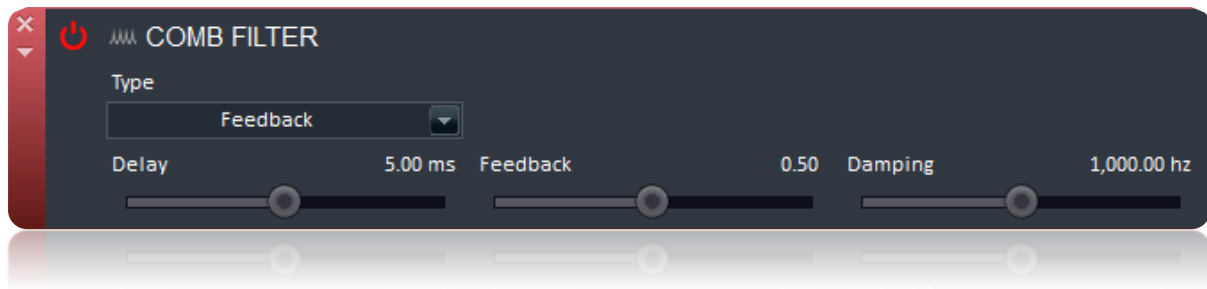 COMB FILTER
Type
Feedback
Delay 5.00 ms Feedback 0.50 Damping 1,000.00 hz